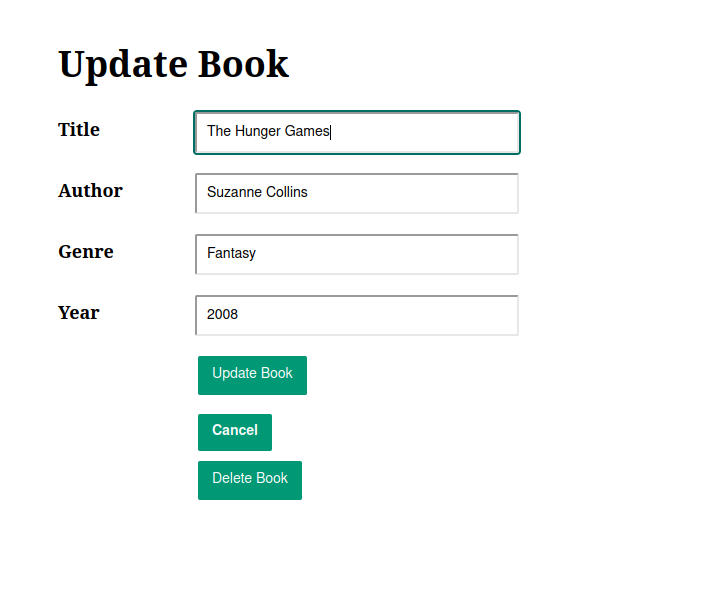 Update Book
Title
The Hunger Games
Author
Suzanne Collins
Genre
Fantasy
Year
2008
Update Book
Cancel
Delete Book